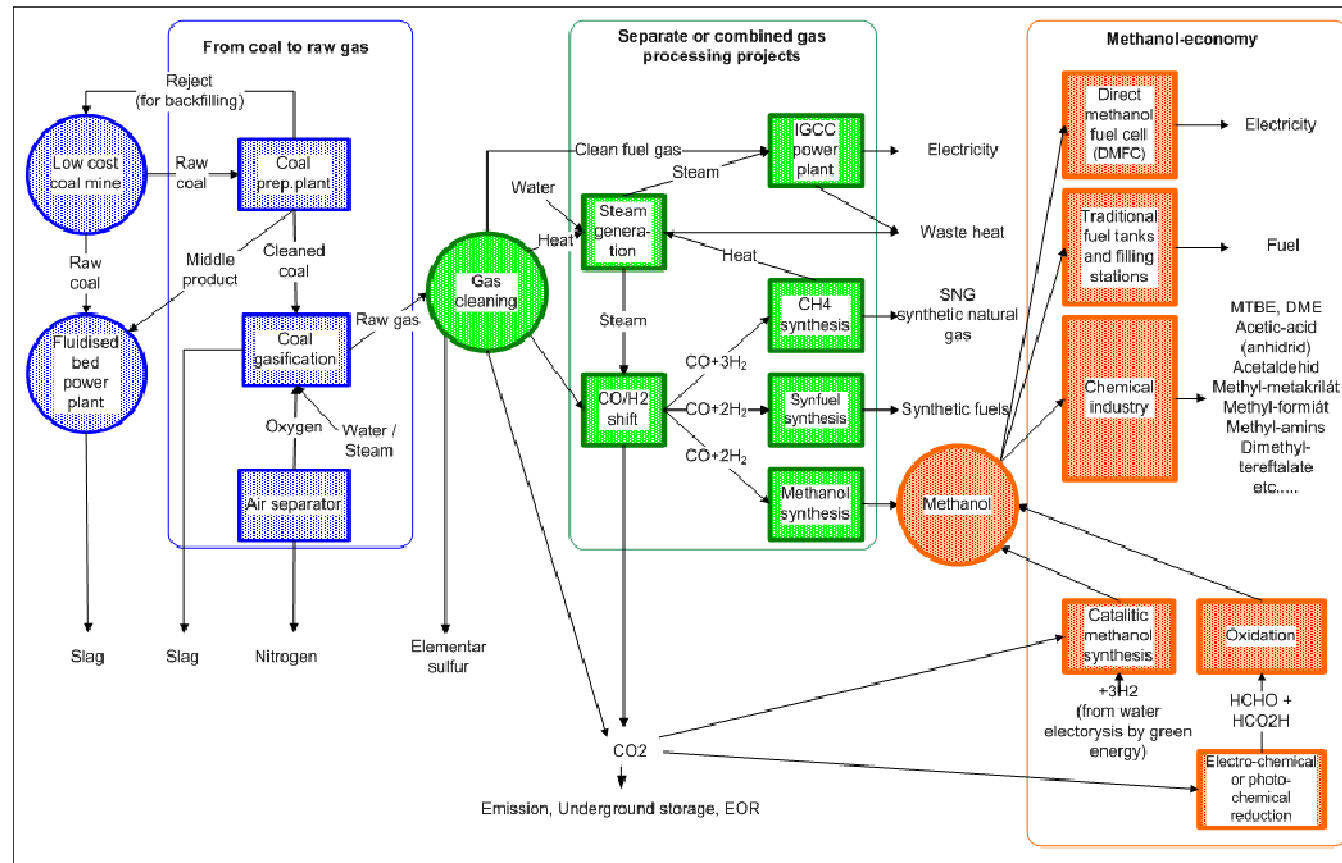 From coal to raw gas
Separate or combined gas
processing projects
Methanol-economy
Reject
(for backfilling)
Low cost
coal mine
Raw
coal
Coal
prep.plant
Raw
coal
Middle
product
Cleaned
coal
Fluidised
bed
power
plant
Coal
gasification
Raw gas
Oxygen
Water /
Steam
Air separator
Slag
Slag
Nitrogen
Gas
cleaning
Elementar
sulfur
Clean fuel gas
Steam
Water
Heat
Steam
genera-
tion
IGCC
power
plant
Electricity
Waste heat
Heat
Steam
CH4
synthesis
SNG
synthetic natural
gas
CO+3H₂
CO/H2
shift
CO+2H₂
Synfuel
synthesis
Synthetic fuels
CO+2H₂
Methanol
synthesis
Methanol
Direct
methanol
fuel cell
(DMFC)
Electricity
Traditional
fuel tanks
and filling
stations
Fuel
Chemical
industry
MTBE, DME
Acetic-acid
(anhidrid)
Acetaldehid
Methyl-metakrilát
Methyl-formiát
Methyl-amins
Dimethyl-
tereftalate
etc.....
Catalitic
methanol
synthesis
Oxidation
+3H2
(from water
electorysis by green
energy)
HCHO +
HCO2H
Electro-chemical
or photo-
chemical
reduction
CO2
Emission, Underground storage, EOR